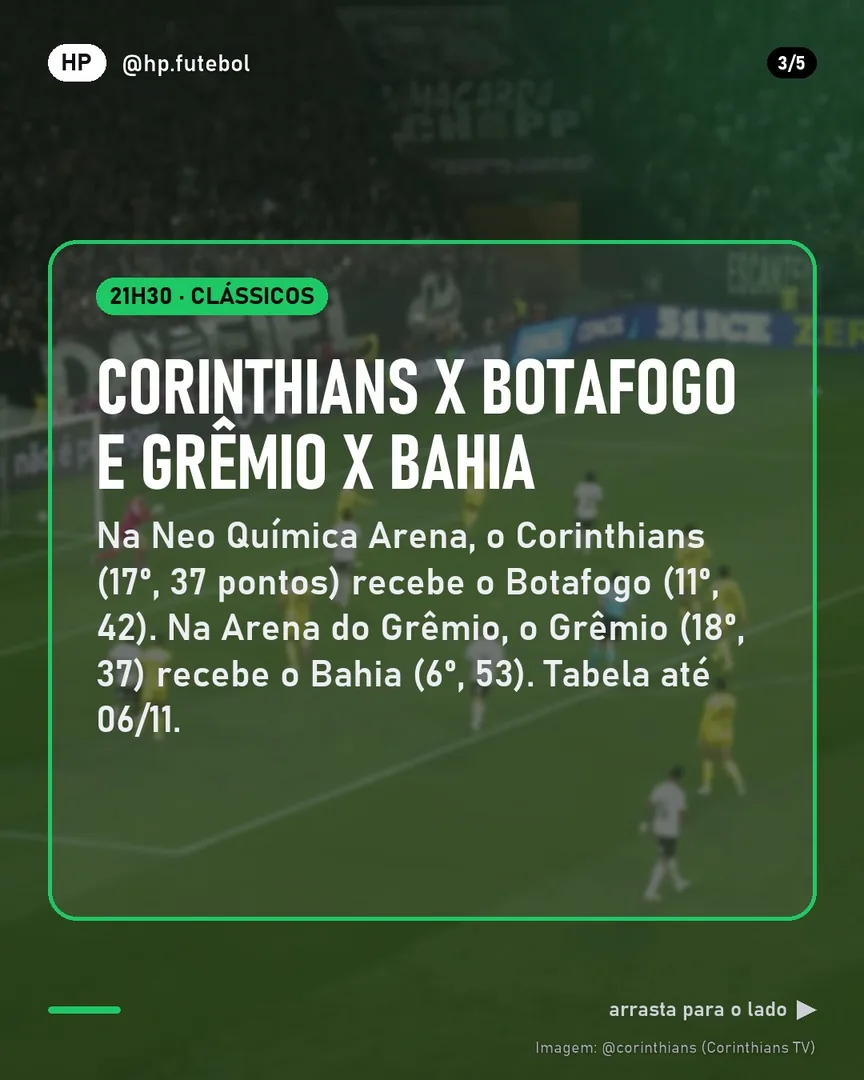 HP @hp.futebol
3/5
21H30 · CLÁSSICOS
CORINTHIANS X BOTAFOGO
E GRÊMIO X BAHIA
Na Neo Química Arena, o Corinthians
(17º, 37 pontos) recebe o Botafogo (11º,
42). Na Arena do Grêmio, o Grêmio (18º,
37) recebe o Bahia (6º, 53). Tabela até
06/11.
arrasta para o lado ▶
Imagem: @corinthians (Corinthians TV)